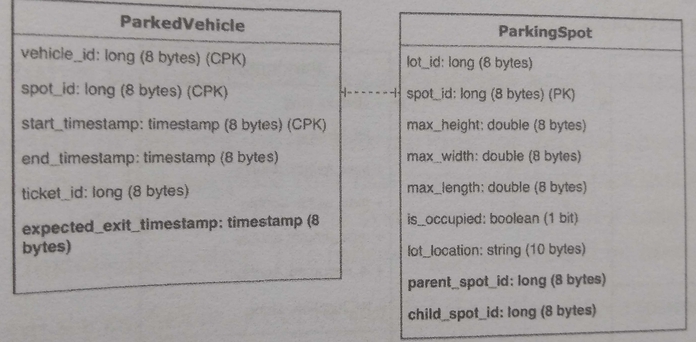 ParkedVehicle
vehicle_id: long (8 bytes) (CPK)
spot_id: long (8 bytes) (CPK)
start_timestamp: timestamp (8 bytes) (CPK)
end_timestamp: timestamp (8 bytes)
ticket_id: long (8 bytes)
expected_exit_timestamp: timestamp (8
bytes)
ParkingSpot
lot_id: long (8 bytes)
spot_id: long (8 bytes) (PK)
max_height: double (8 bytes)
max_width: double (8 bytes)
max_length: double (8 bytes)
is_occupied: boolean (1 bit)
lot_location: string (10 bytes)
parent_spot_id: long (8 bytes)
child_spot_id: long (8 bytes)